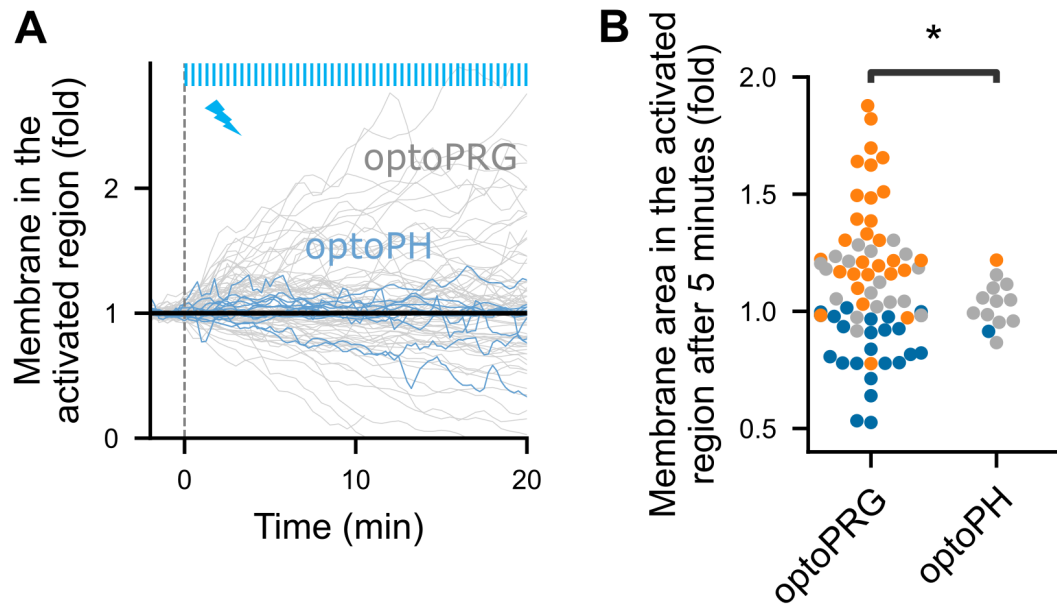 A
Membrane in the
activated region (fold)
2
1
0
optoPRG
optoPH
0
10
20
Time (min)
B
Membrane area in the activated
region after 5 minutes (fold)
*
2.0
1.5
1.0
0.5
optoPRG
optoPH